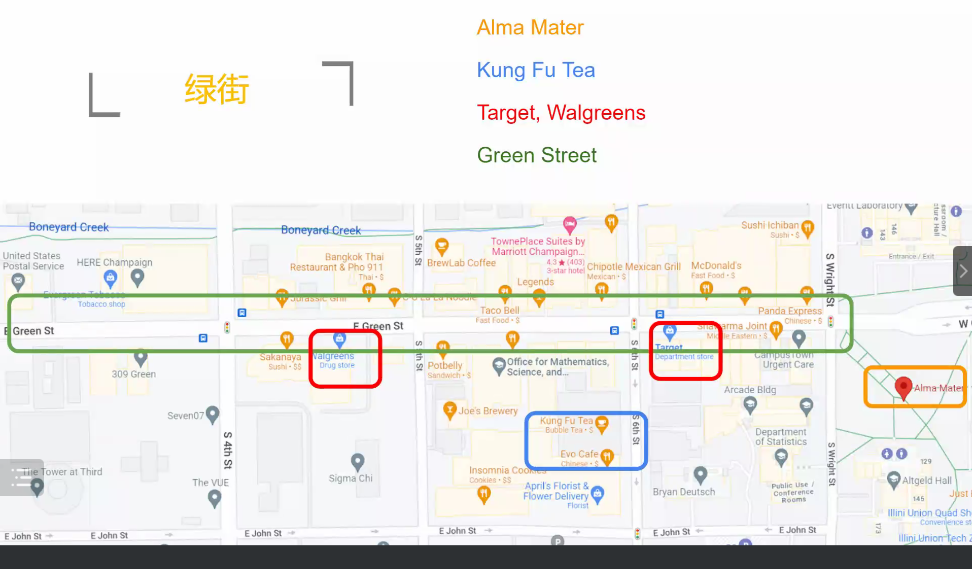 绿街
Alma Mater
Kung Fu Tea
Target, Walgreens
Green Street
Boneyard Creek
Boneyard Creek
United States
Postal Service
HERE Champaign
Tobacco shop
Bangkok Thai
Restaurant & Pho 911
Thai • $
S 5th St
BrewLab Coffee
TownePlace Suites by
Marriott Champaign...
4.3 ★ (403)
3-star hotel
Legends
Chipotle Mexican Grill
Mexican • $
McDonald's
Fast Food • $
Sushi Ichiban
Sushi • $
Everitt Laboratory
Entrance / Exit
S Wright St
Taco Bell
Fast Food • $
Panda Express
Chinese • $
E Green St
E Green St
Shawarma Joint
Middle Eastern • $
309 Green
Sakanaya
Sushi • $$
Walgreens
Drug store
Potbelly
Sandwich • $
Office for Mathematics,
Science, and...
S 6th St
Target
Department store
CampusTown
Urgent Care
Alma Mater
Arcade Bldg
Seven07
Joe's Brewery
Kung Fu Tea
Bubble Tea • $
S 6th St
Evo Cafe
Chinese • $
Department
of Statistics
S 4th St
S Wright St
The Tower at Third
The VUE
Sigma Chi
Insomnia Cookies
Cookies • $$
April's Florist &
Flower Delivery
Florist
Bryan Deutsch
Public Use /
Conference
Rooms
129
Altgeld Hall
145
173
Illini Union Quad Sh
Convenience st
Illini Union Tech Z
E John St
E John St
E John St
E John St
E John St
E John St